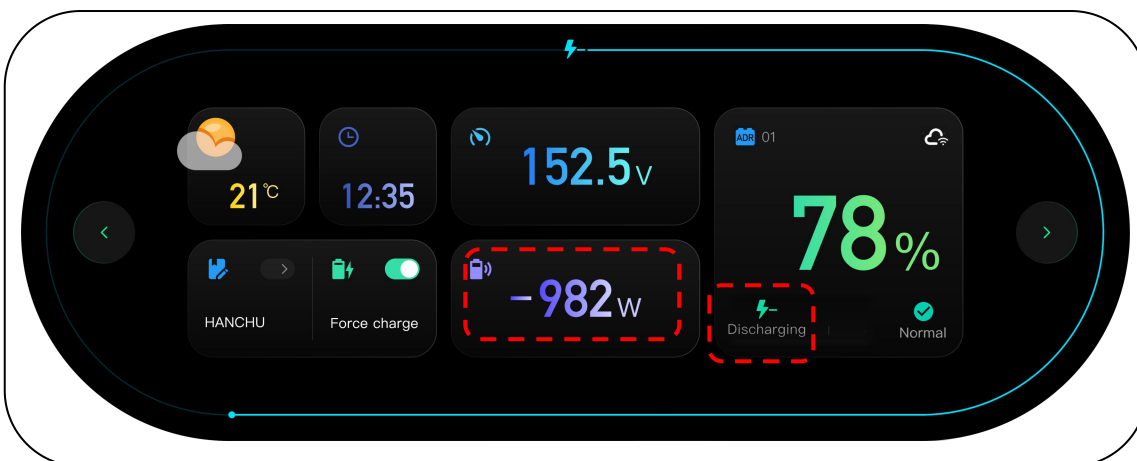 21℃
12:35
152.5V
ADR 01
78%
HANCHU
Force charge
-982W
Discharging
Normal